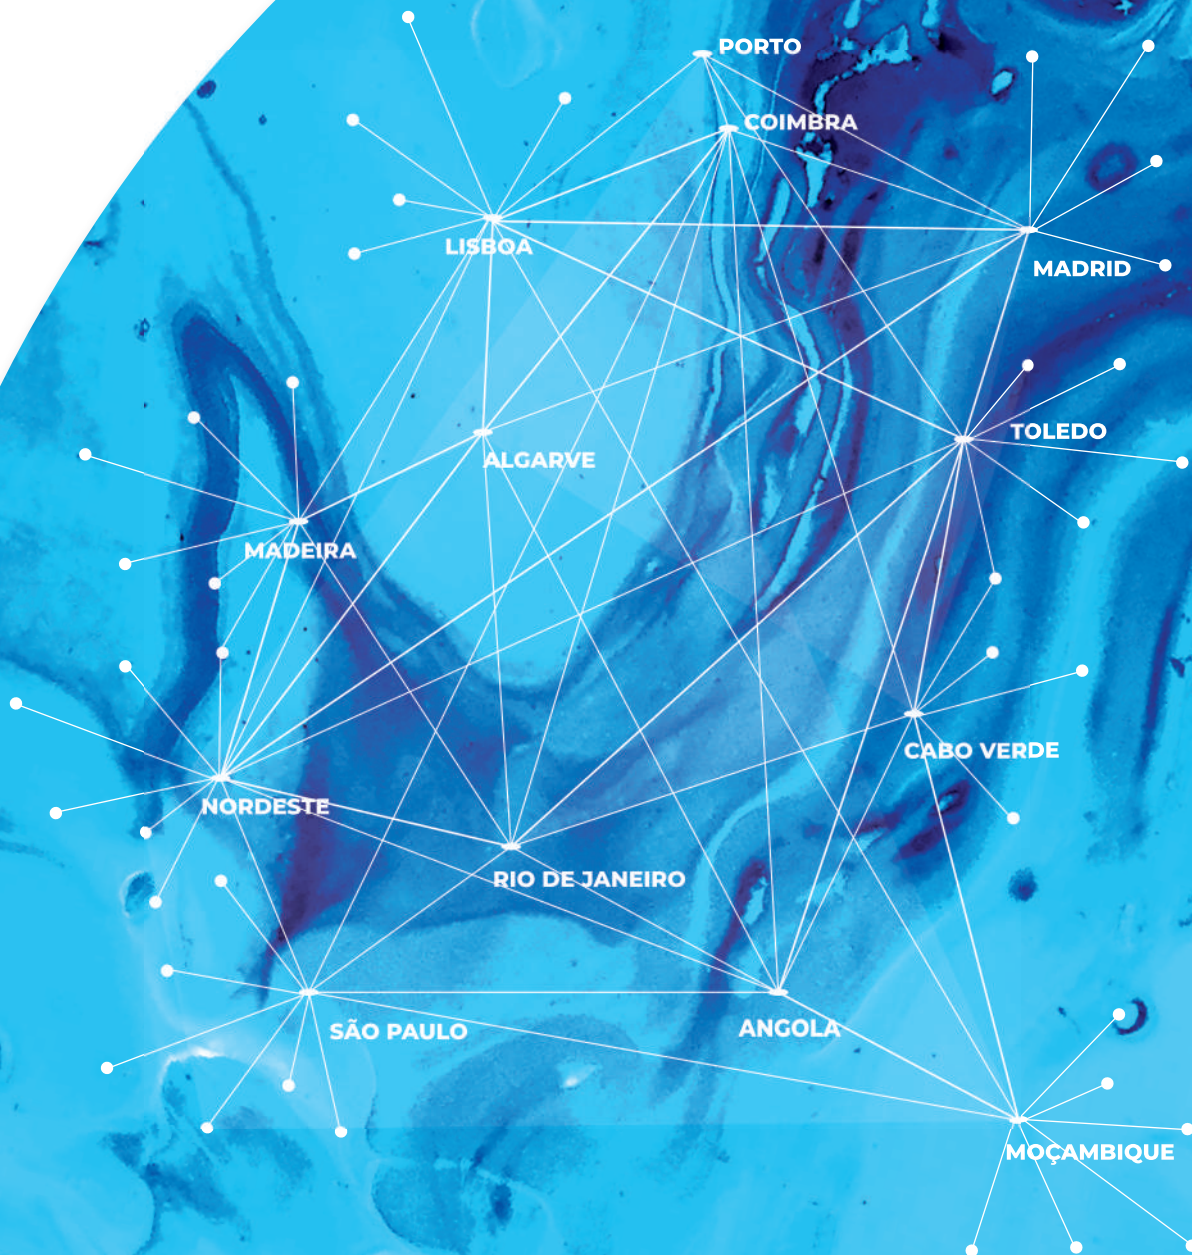 PORTO
COIMBRA
LISBOA
MADRID
TOLEDO
ALGARVE
MADEIRA
CABO VERDE
NORDESTE
RIO DE JANEIRO
SÃO PAULO
ANGOLA
MOÇAMBIQUE